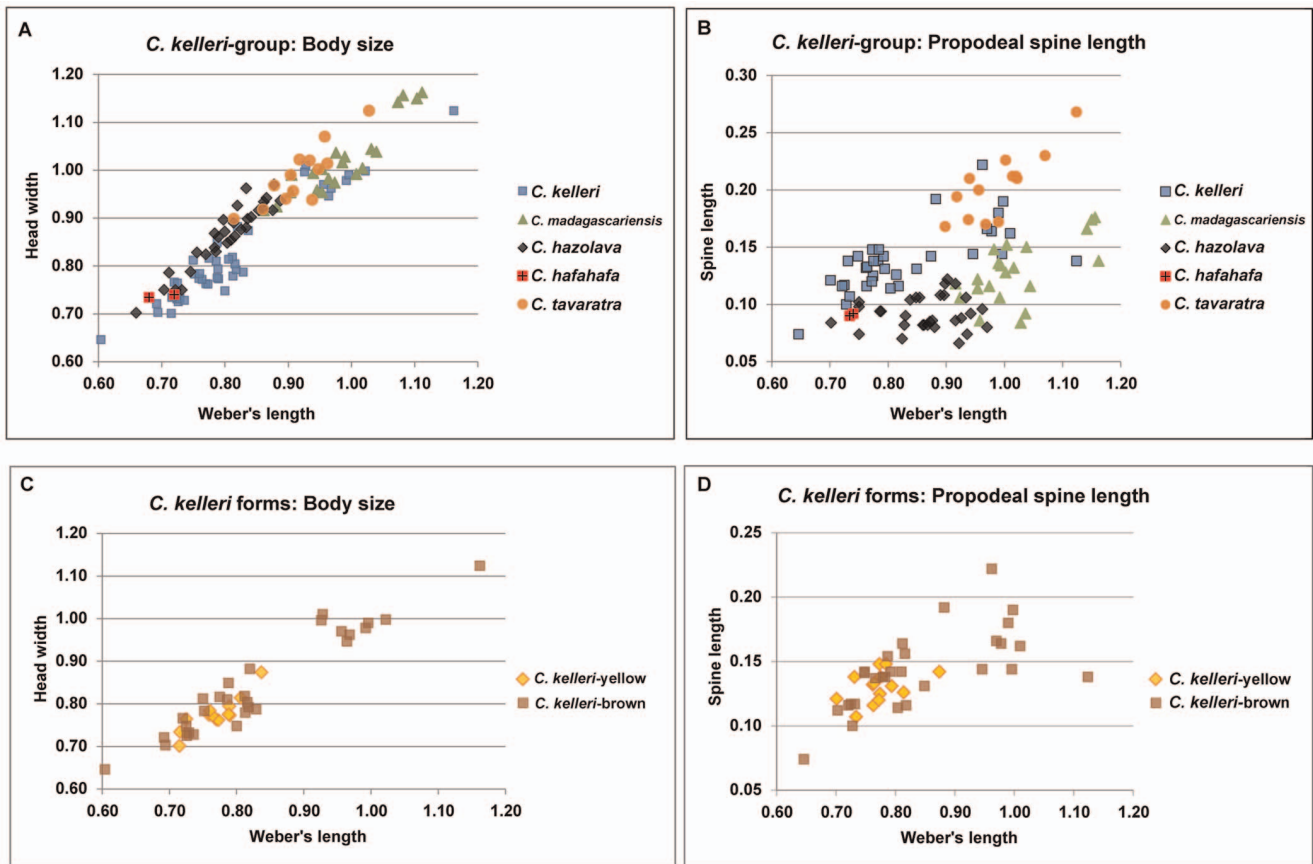 A
C. kelleri-group: Body size
Head width
1.20
1.10
1.00
0.90
0.80
0.70
0.60
0.60 0.70 0.80 0.90 1.00 1.10 1.20
Weber's length
C. kelleri
C. madagascariensis
C. hazolava
C. hafahafa
C. tavaratra
B
C. kelleri-group: Propodeal spine length
Spine length
0.30
0.25
0.20
0.15
0.10
0.05
0.60 0.70 0.80 0.90 1.00 1.10 1.20
Weber's length
C. kelleri
C. madagascariensis
C. hazolava
C. hafahafa
C. tavaratra
C
C. kelleri forms: Body size
Head width
1.20
1.10
1.00
0.90
0.80
0.70
0.60
0.60 0.70 0.80 0.90 1.00 1.10 1.20
Weber's length
C. kelleri-yellow
C. kelleri-brown
D
C. kelleri forms: Propodeal spine length
Spine length
0.25
0.20
0.15
0.10
0.05
0.60 0.70 0.80 0.90 1.00 1.10 1.20
Weber's length
C. kelleri-yellow
C. kelleri-brown